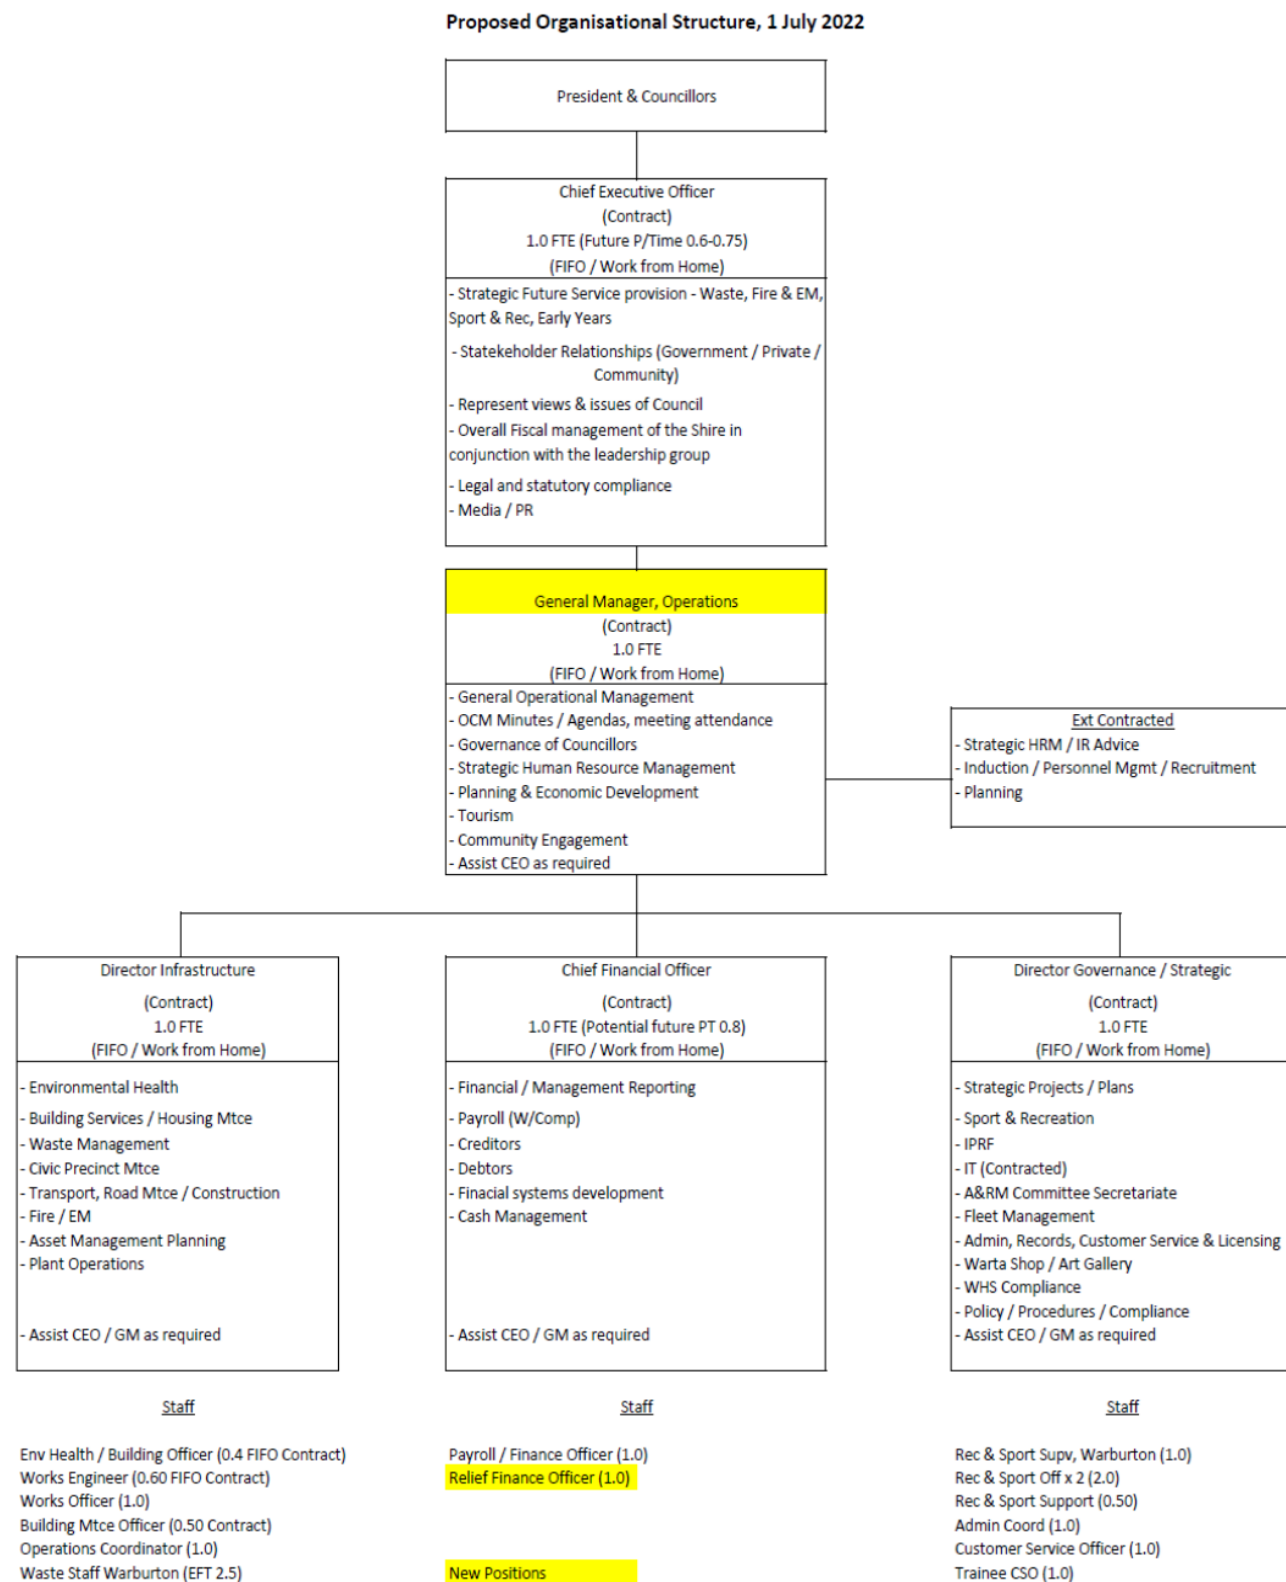 Proposed Organisational Structure, 1 July 2022
President & Councillors
Chief Executive Officer
(Contract)
1.0 FTE (Future P/Time 0.6-0.75)
(FIFO / Work from Home)
- Strategic Future Service provision - Waste, Fire & EM,
Sport & Rec, Early Years
- Statekeholder Relationships (Government / Private /
Community)
- Represent views & issues of Council
- Overall Fiscal management of the Shire in
conjunction with the leadership group
- Legal and statutory compliance
- Media / PR
General Manager, Operations
(Contract)
1.0 FTE
(FIFO / Work from Home)
- General Operational Management
- OCM Minutes / Agendas, meeting attendance
- Governance of Councillors
- Strategic Human Resource Management
- Planning & Economic Development
- Tourism
- Community Engagement
- Assist CEO as required
Ext Contracted
- Strategic HRM / IR Advice
- Induction / Personnel Mgmt / Recruitment
- Planning
Director Infrastructure
(Contract)
1.0 FTE
(FIFO / Work from Home)
- Environmental Health
- Building Services / Housing Mtce
- Waste Management
- Civic Precinct Mtce
- Transport, Road Mtce / Construction
- Fire / EM
- Asset Management Planning
- Plant Operations
- Assist CEO / GM as required
Staff
Env Health / Building Officer (0.4 FIFO Contract)
Works Engineer (0.60 FIFO Contract)
Works Officer (1.0)
Building Mtce Officer (0.50 Contract)
Operations Coordinator (1.0)
Waste Staff Warburton (EFT 2.5)
Chief Financial Officer
(Contract)
1.0 FTE (Potential future PT 0.8)
(FIFO / Work from Home)
- Financial / Management Reporting
- Payroll (W/Comp)
- Creditors
- Debtors
- Finacial systems development
- Cash Management
- Assist CEO / GM as required
Staff
Payroll / Finance Officer (1.0)
Relief Finance Officer (1.0)
New Positions
Director Governance / Strategic
(Contract)
1.0 FTE
(FIFO / Work from Home)
- Strategic Projects / Plans
- Sport & Recreation
- IPRF
- IT (Contracted)
- A&RM Committee Secretariate
- Fleet Management
- Admin, Records, Customer Service & Licensing
- Warta Shop / Art Gallery
- WHS Compliance
- Policy / Procedures / Compliance
- Assist CEO / GM as required
Staff
Rec & Sport Supv, Warburton (1.0)
Rec & Sport Off x 2 (2.0)
Rec & Sport Support (0.50)
Admin Coord (1.0)
Customer Service Officer (1.0)
Trainee CSO (1.0)